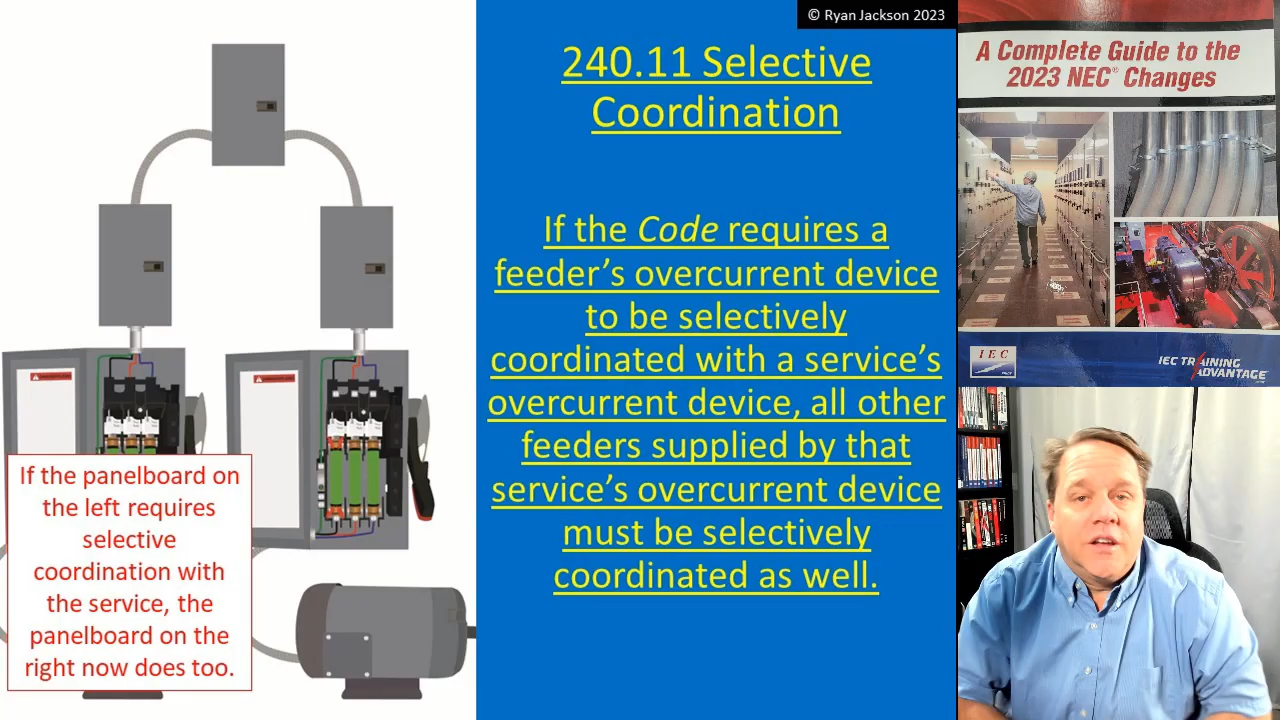 © Ryan Jackson 2023
240.11 Selective
Coordination
If the Code requires a
feeder’s overcurrent device
to be selectively
coordinated with a service’s
overcurrent device, all other
feeders supplied by that
service’s overcurrent device
must be selectively
coordinated as well.
If the panelboard on
the left requires
selective
coordination with
the service, the
panelboard on the
right now does too.
A Complete Guide to the
2023 NEC® Changes
IEC
IEC TRAINING
ADVANTAGE